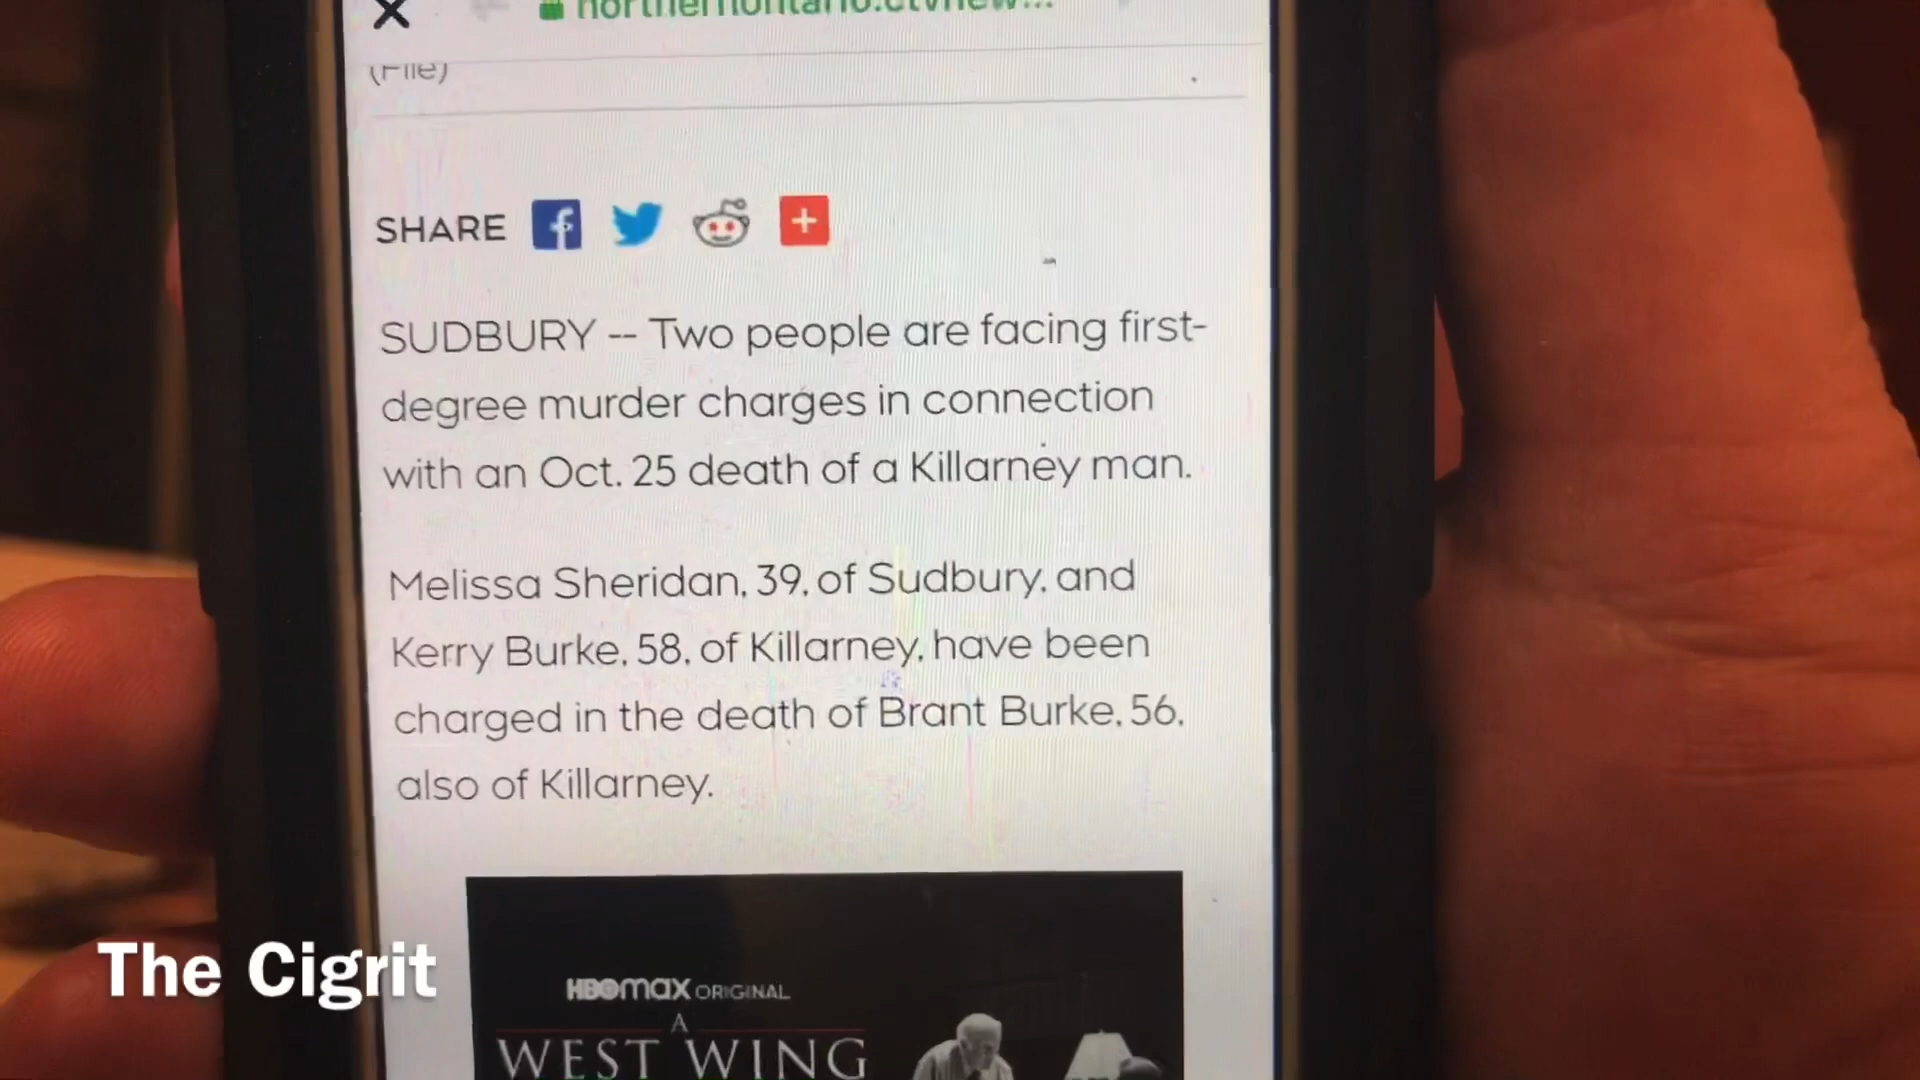 northernontario.ctvnew...
(File)
SHARE
SUDBURY -- Two people are facing first-
degree murder charges in connection
with an Oct. 25 death of a Killarney man.
Melissa Sheridan, 39, of Sudbury, and
Kerry Burke, 58, of Killarney, have been
charged in the death of Brant Burke, 56,
also of Killarney.
HBOMAX ORIGINAL
A
WEST WING
The Cigrit